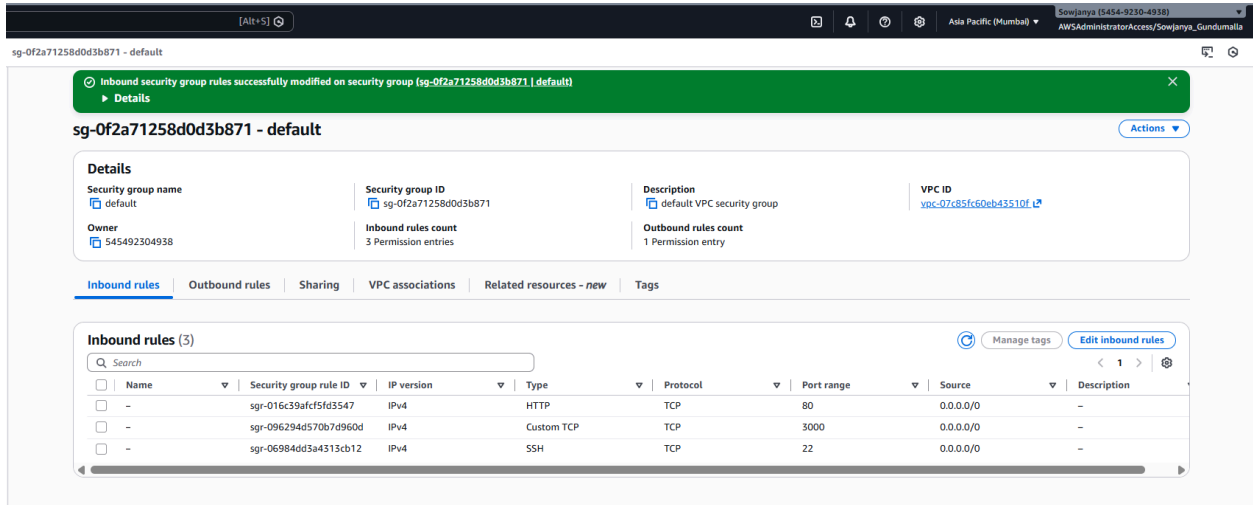 [Alt+S]
Asia Pacific (Mumbai)
Sowjanya (5454-9230-4938)
AWSAdministratorAccess/Sowjanya_Gundumalla
sg-0f2a71258d0d3b871 - default
Inbound security group rules successfully modified on security group (sg-0f2a71258d0d3b871 | default)
Details
sg-0f2a71258d0d3b871 - default
Actions
Details
Security group name Security group ID Description VPC ID
default sg-0f2a71258d0d3b871 default VPC security group vpc-07c85fc60eb43510f
Owner Inbound rules count Outbound rules count
545492304938 3 Permission entries 1 Permission entry
Inbound rules Outbound rules Sharing VPC associations Related resources - new Tags
Inbound rules (3) Manage tags Edit inbound rules
Search 1
Name Security group rule ID IP version Type Protocol Port range Source Description
– sgr-016c39afcf5fd3547 IPv4 HTTP TCP 80 0.0.0.0/0 –
– sgr-096294d570b7d960d IPv4 Custom TCP TCP 3000 0.0.0.0/0 –
– sgr-06984dd3a4313cb12 IPv4 SSH TCP 22 0.0.0.0/0 –